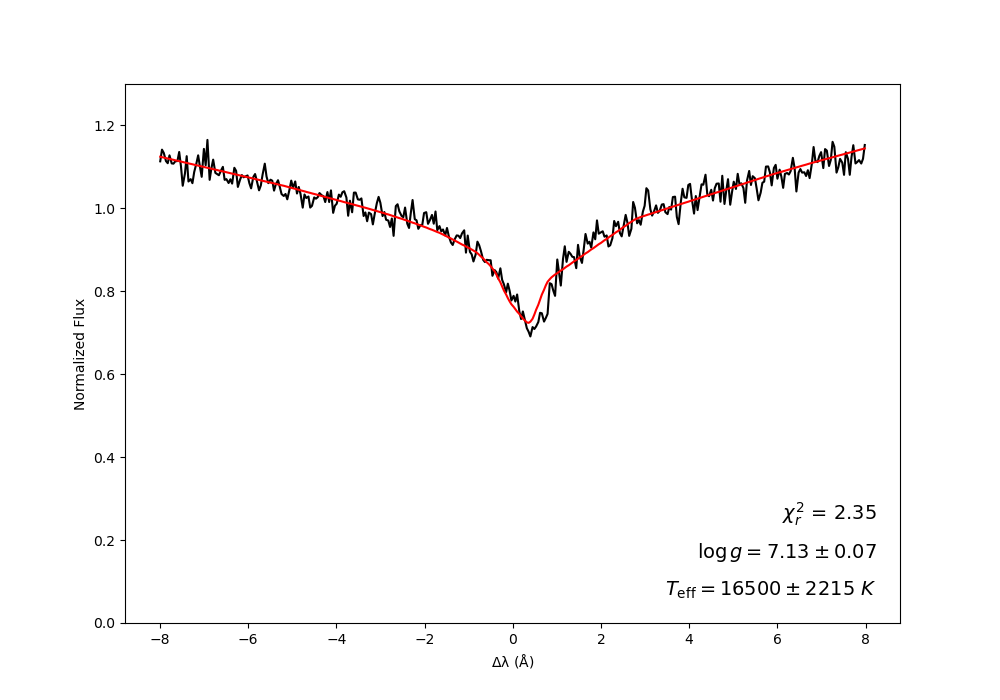 1.2
1.0
0.8
0.6
0.4
0.2
0.0
Normalized Flux
χ²ᵣ = 2.35
log g = 7.13 ± 0.07
T_eff = 16500 ± 2215 K
−8 −6 −4 −2 0 2 4 6 8
Δλ (Å)